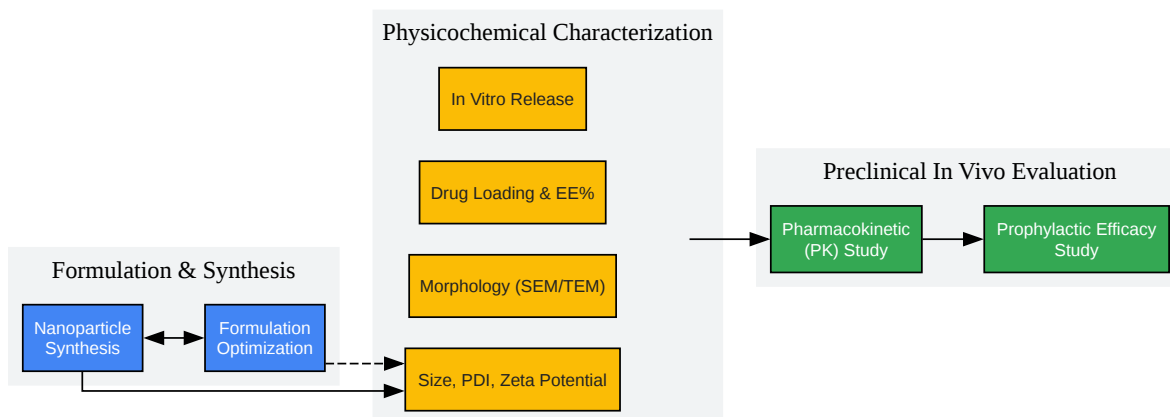 Formulation & Synthesis
Nanoparticle
Synthesis
Formulation
Optimization
Physicochemical Characterization
In Vitro Release
Drug Loading & EE%
Morphology (SEM/TEM)
Size, PDI, Zeta Potential
Preclinical In Vivo Evaluation
Pharmacokinetic
(PK) Study
Prophylactic Efficacy
Study